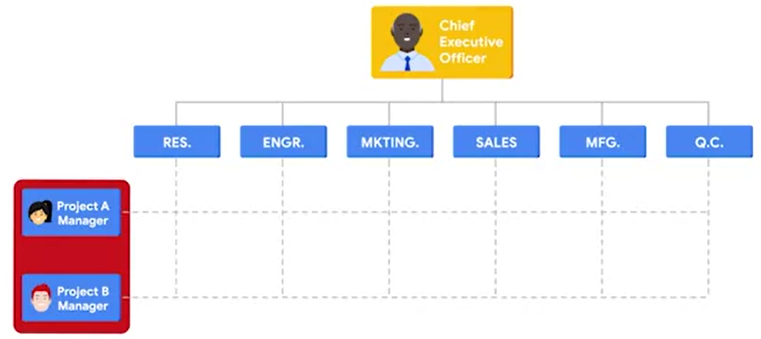 Chief
Executive
Officer
RES.
ENGR.
MKTING.
SALES
MFG.
Q.C.
Project A
Manager
Project B
Manager